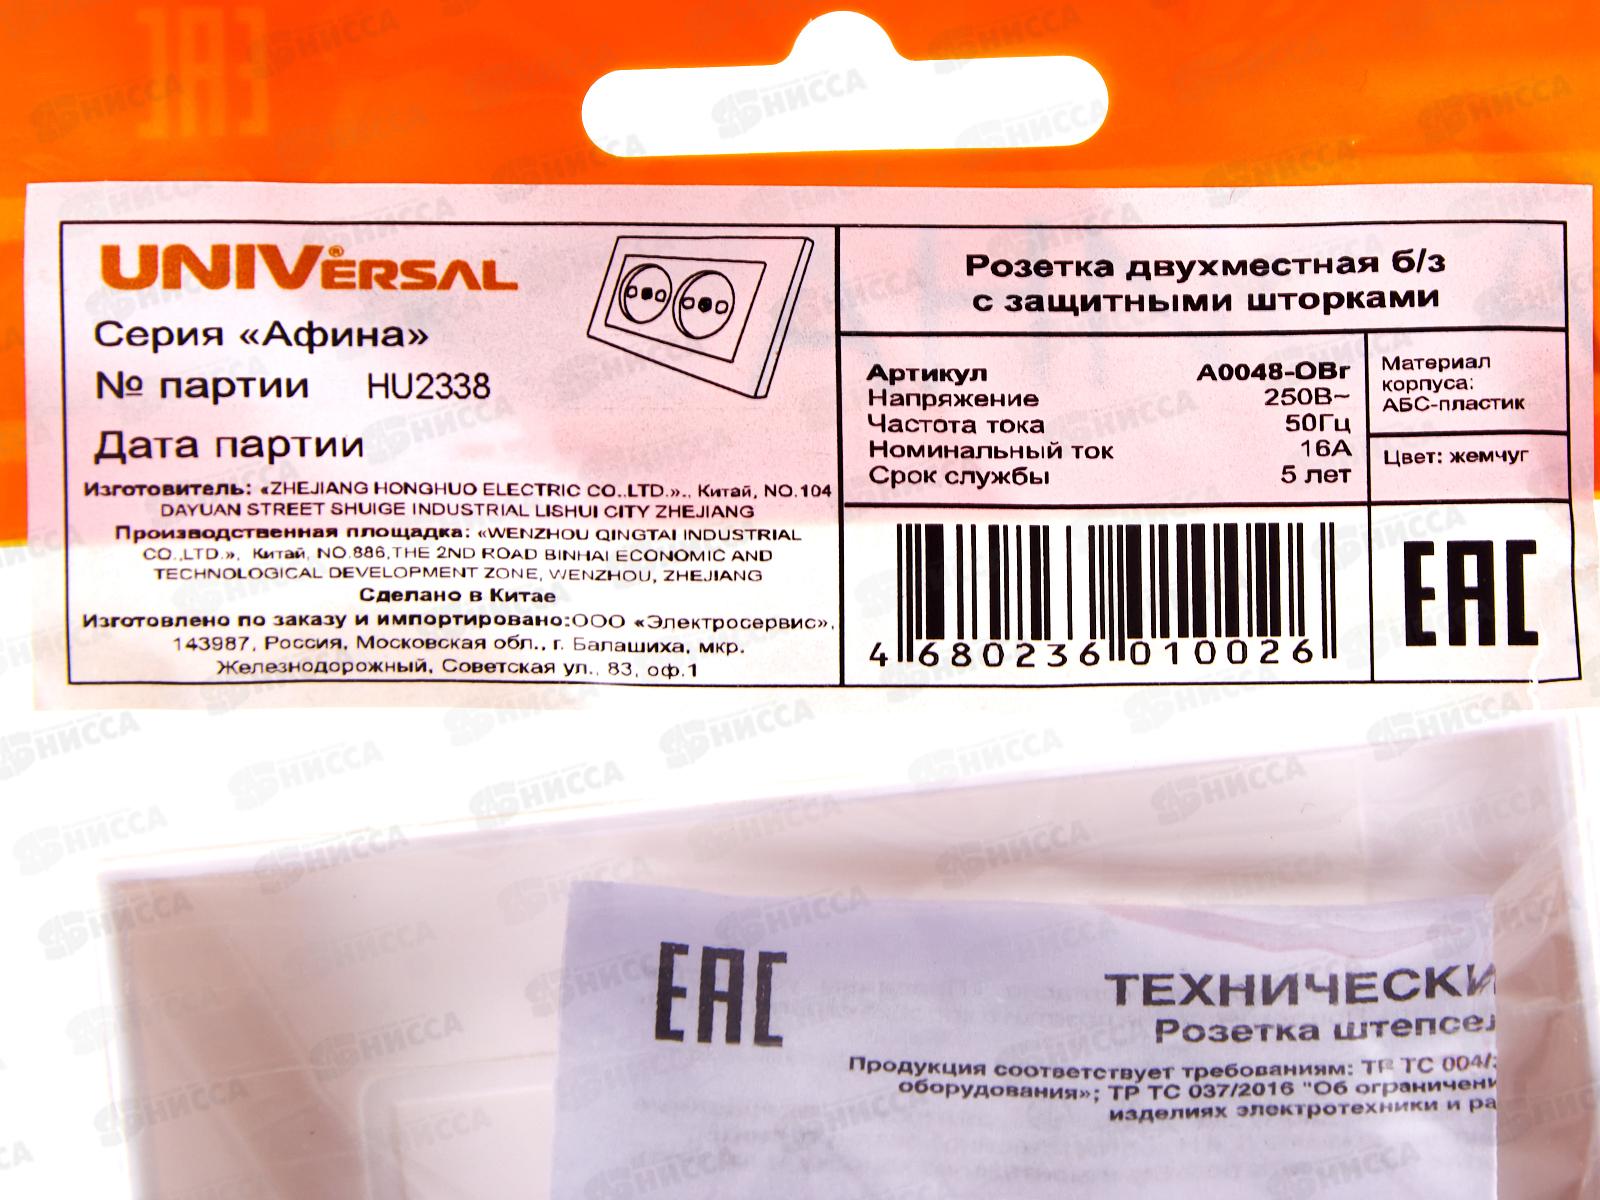 UNIVERSAL®
Серия «Афина»
№ партии HU2338
Дата партии
Изготовитель: «ZHEJIANG HONGHUO ELECTRIC CO.,LTD.»., Китай, NO.104
DAYUAN STREET SHUIGE INDUSTRIAL LISHUI CITY ZHEJIANG
Производственная площадка: «WENZHOU QINGTAI INDUSTRIAL
CO.,LTD.», Китай, NO.886,THE 2ND ROAD BINHAI ECONOMIC AND
TECHNOLOGICAL DEVELOPMENT ZONE, WENZHOU, ZHEJIANG
Сделано в Китае
Изготовлено по заказу и импортировано:ООО «Электросервис»,
143987, Россия, Московская обл., г. Балашиха, мкр.
Железнодорожный, Советская ул., 83, оф.1
Розетка двухместная б/з
с защитными шторками
Артикул A0048-OBr
Напряжение 250В~
Частота тока 50Гц
Номинальный ток 16А
Срок службы 5 лет
Материал
корпуса:
АБС-пластик
Цвет: жемчуг
4 680236 010026
EAC
EAC
ТЕХНИЧЕСКИ
Розетка штепсел
Продукция соответствует требованиям: ТР ТС 004/
оборудования»; ТР ТС 037/2016 "Об ограничени
изделиях электротехники и ра
НИССА